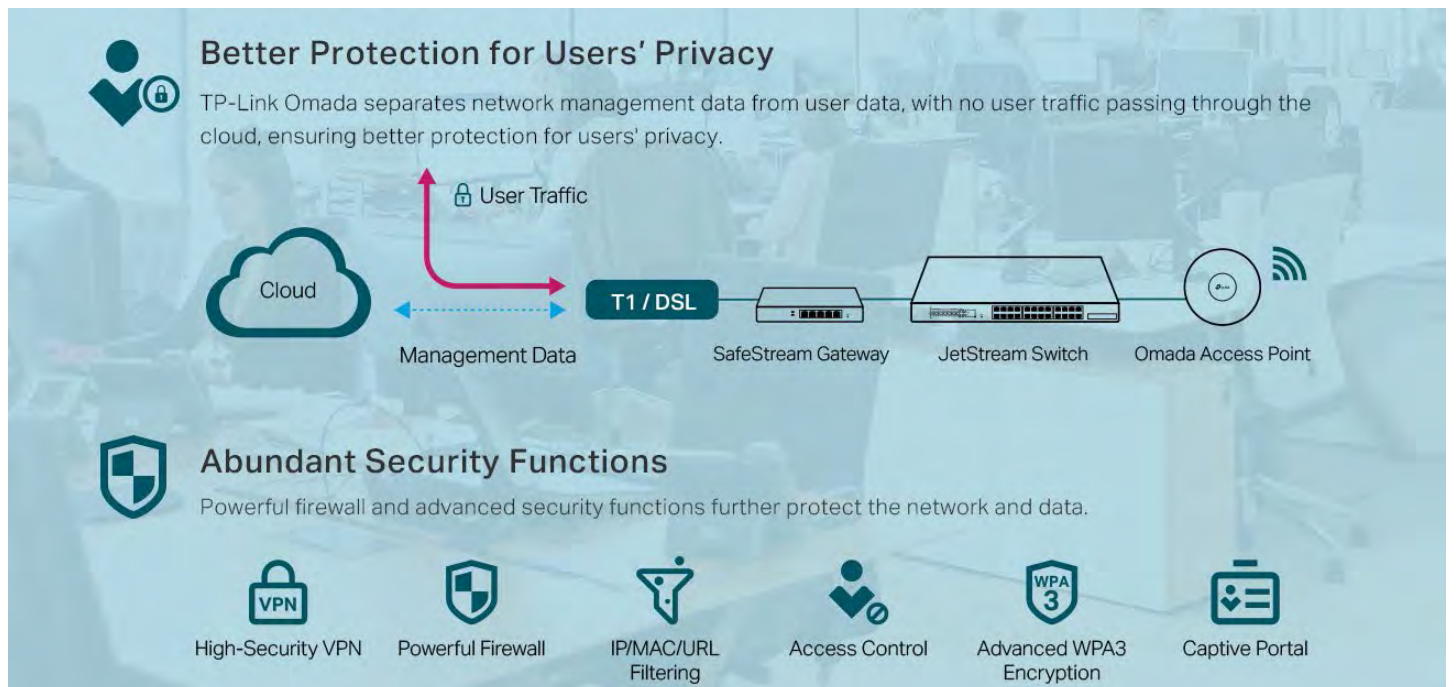 Better Protection for Users' Privacy
TP-Link Omada separates network management data from user data, with no user traffic passing through the
cloud, ensuring better protection for users' privacy.
User Traffic
Cloud
T1 / DSL
Management Data
SafeStream Gateway
JetStream Switch
Omada Access Point
Abundant Security Functions
Powerful firewall and advanced security functions further protect the network and data.
VPN
WPA
3
High-Security VPN
Powerful Firewall
IP/MAC/URL
Filtering
Access Control
Advanced WPA3
Encryption
Captive Portal